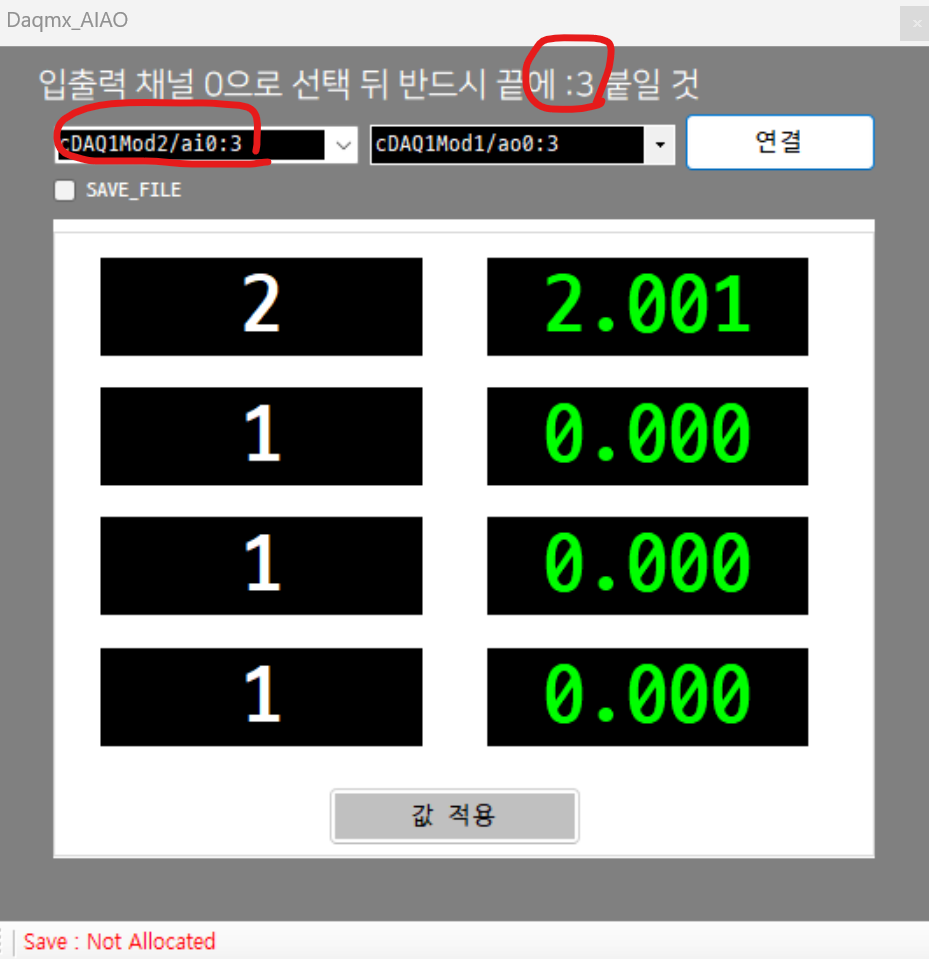 Daqmx_AIAO
입출력 채널 0으로 선택 뒤 반드시 끝에 :3 붙일 것
cDAQ1Mod2/ai0:3 cDAQ1Mod1/ao0:3 연결
SAVE_FILE
2 2.001
1 0.000
1 0.000
1 0.000
값 적용
Save : Not Allocated